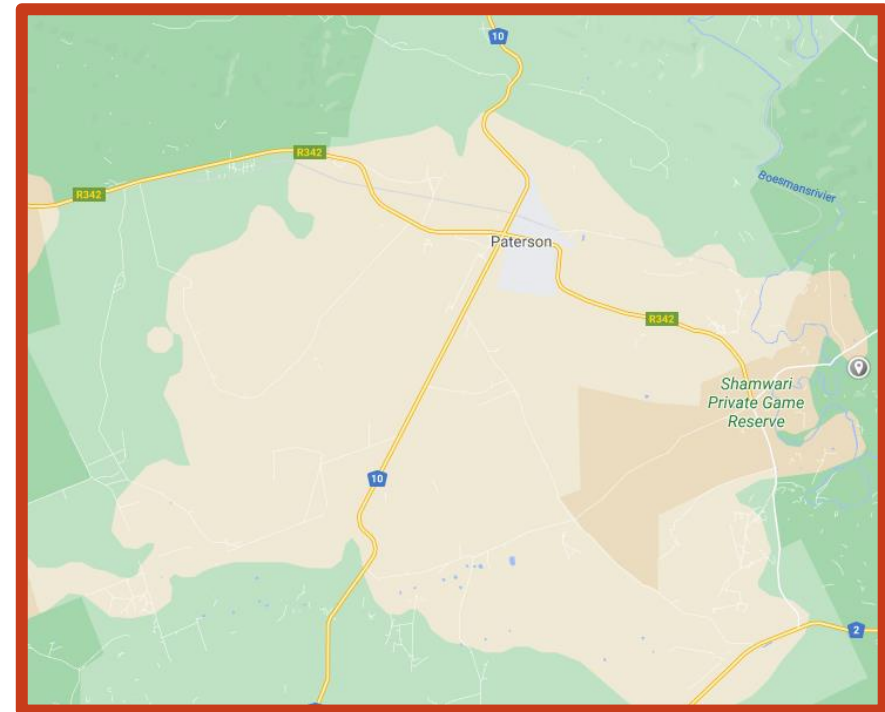 10
R342
R342
Boesmansrivier
Paterson
R342
Shamwari
Private Game
Reserve
10
2